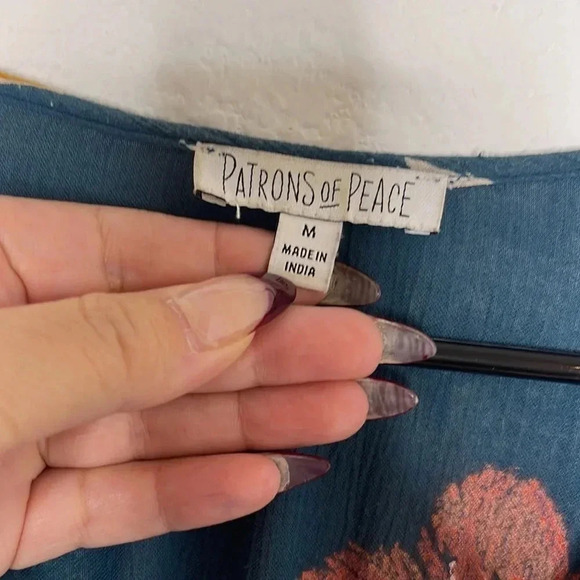 PATRONS OF PEACE
M
MADE IN
INDIA